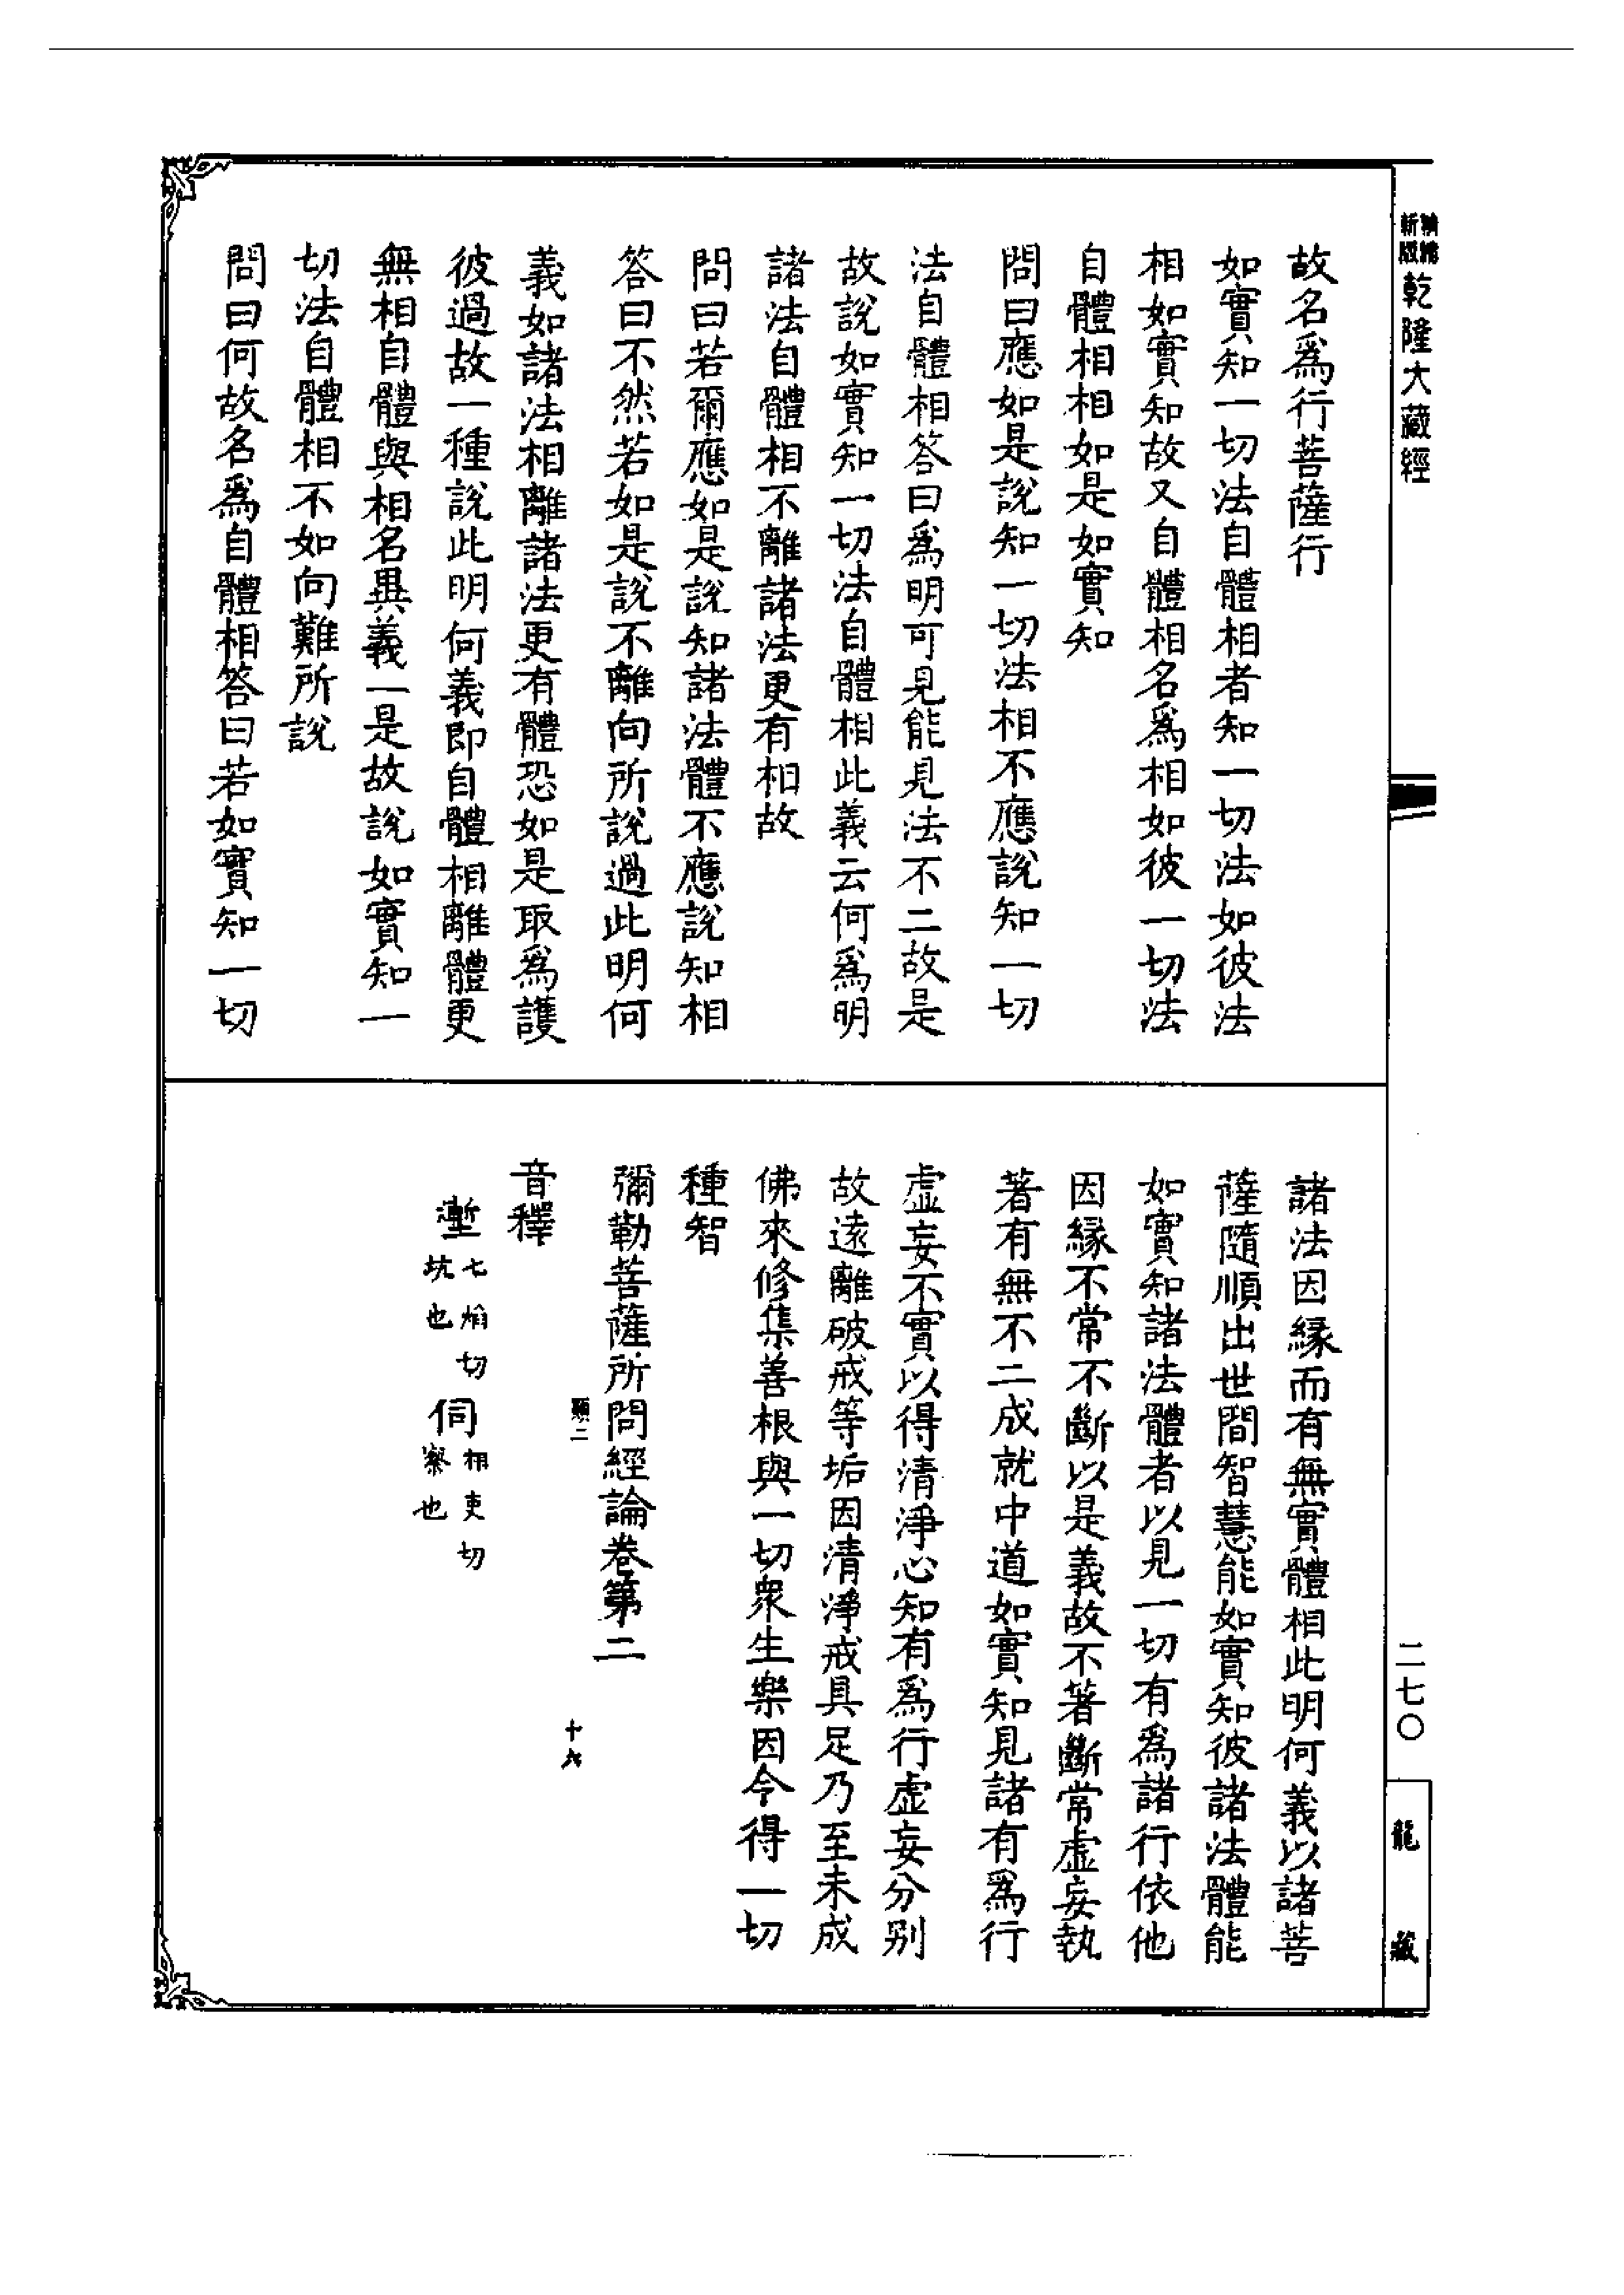 乾隆大藏經
故名爲行菩薩行
如實知一切法自體相者知一切法如彼法
相如實知故又自體相名爲相如彼一切法
自體相相如是如實知
問曰應如是說知一切法相不應說知一切
法自體相答曰爲明可見能見法不二故是
故說如實知一切法自體相此義云何爲明
諸法自體相不離諸法更有相故
問曰若爾應如是說知諸法體不應說知相
答曰不然若如是說不離向所說過此明何
義如諸法相離諸法更有體恐如是取爲護
彼過故一種說此明何義即自體相離體更
無相自體與相名異義一是故說如實知一
切法自體相不如向難所說
問曰何故名爲自體相答曰若如實知一切
諸法因緣而有無實體相此明何義以諸菩
薩隨順出世間智慧能如實知彼諸法體能
如實知諸法體者以見一切有爲諸行依他
因緣不常不斷以是義故不著斷常虛妄執
著有無不二成就中道如實知見諸有爲行
虛妄不實以得清淨心知有爲行虛妄分别
故遠離破戒等垢因清淨戒具足乃至未成
佛來修集善根與一切衆生樂因令得一切
種智
彌勒菩薩所問經論卷第二
十六
音釋
塹 七焰切 坑也 伺 相吏切 察也
二七〇
龍藏